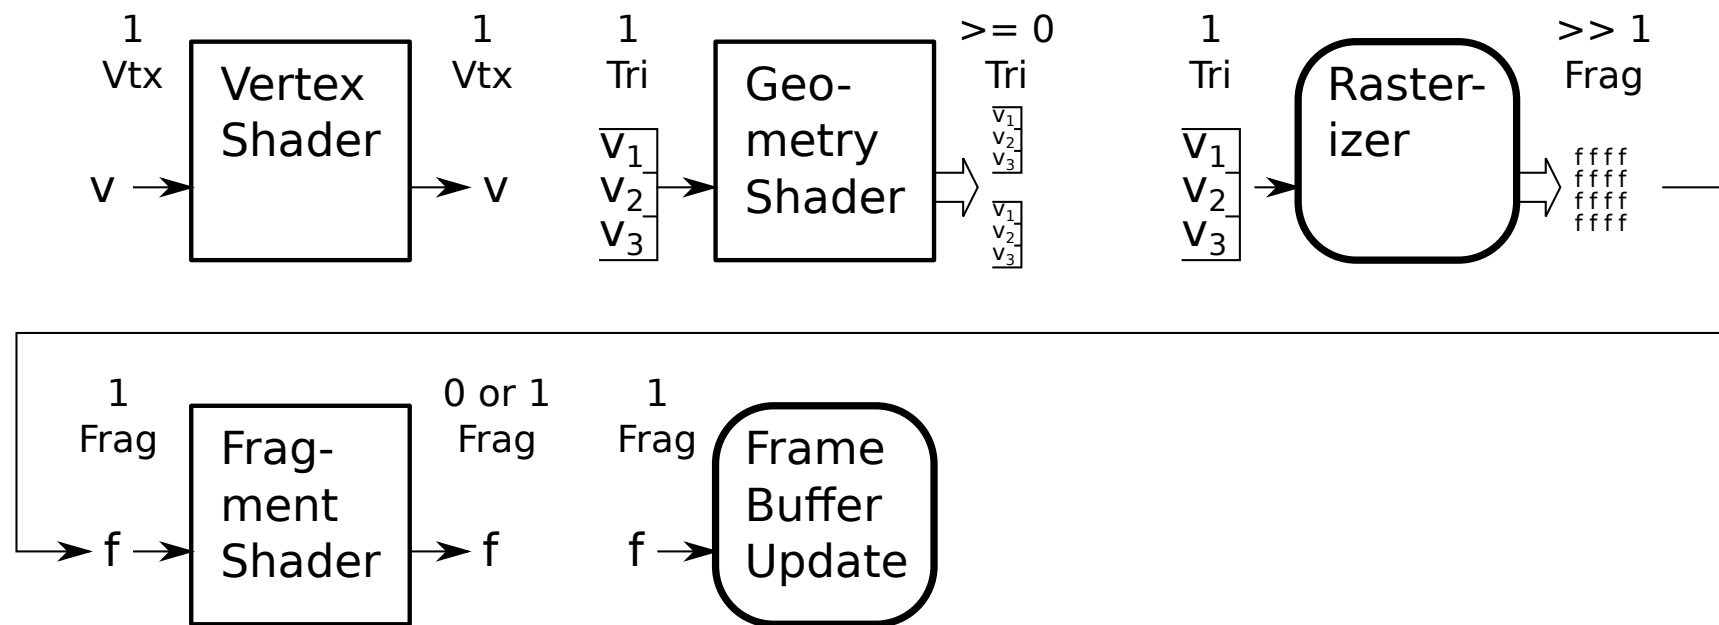 1
Vtx
Vertex
Shader
v
1
Vtx
v
1
Tri
v1
v2
v3
Geo-
metry
Shader
>= 0
Tri
v1
v2
v3
v1
v2
v3
1
Tri
v1
v2
v3
Raster-
izer
>> 1
Frag
f f f f
f f f f
f f f f
f f f f
1
Frag
f
Frag-
ment
Shader
0 or 1
Frag
f
1
Frag
f
Frame
Buffer
Update